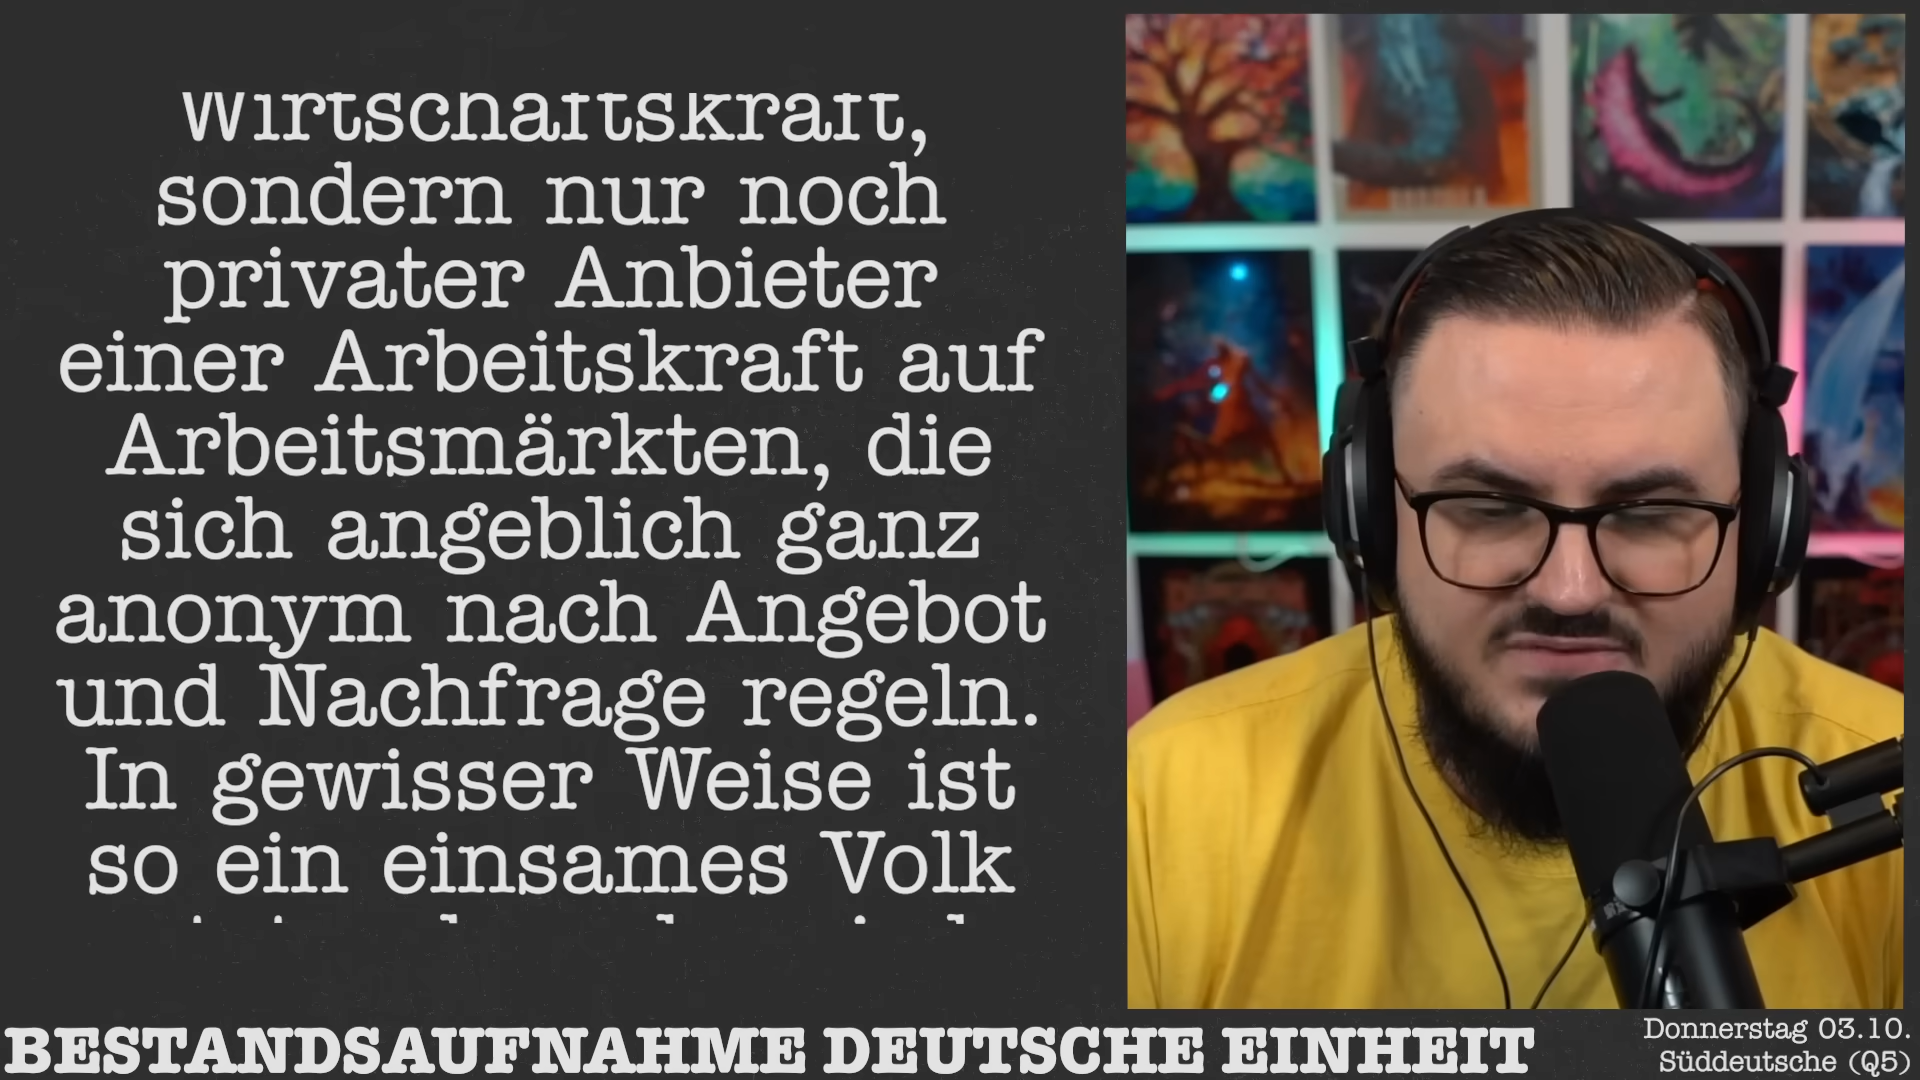 Wirtschaftskraft,
sondern nur noch
privater Anbieter
einer Arbeitskraft auf
Arbeitsmärkten, die
sich angeblich ganz
anonym nach Angebot
und Nachfrage regeln.
In gewisser Weise ist
so ein einsames Volk
BESTANDSAUFNAHME DEUTSCHE EINHEIT
Donnerstag 03.10.
Süddeutsche (Q5)